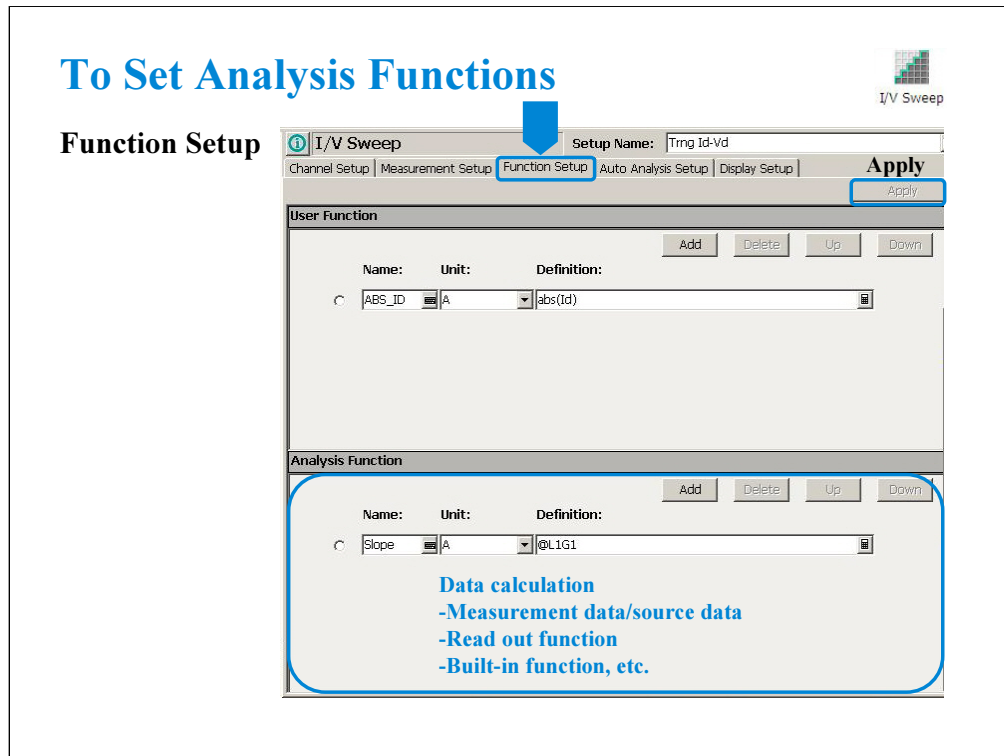 To Set Analysis Functions
I/V Sweep
Function Setup
I/V Sweep
Setup Name: Trng Id-Vd
Channel Setup Measurement Setup Function Setup Auto Analysis Setup Display Setup
Apply
Apply
User Function
Add Delete Up Down
Name: Unit: Definition:
ABS_ID A abs(Id)
Analysis Function
Add Delete Up Down
Name: Unit: Definition:
Slope A @L1G1
Data calculation
-Measurement data/source data
-Read out function
-Built-in function, etc.